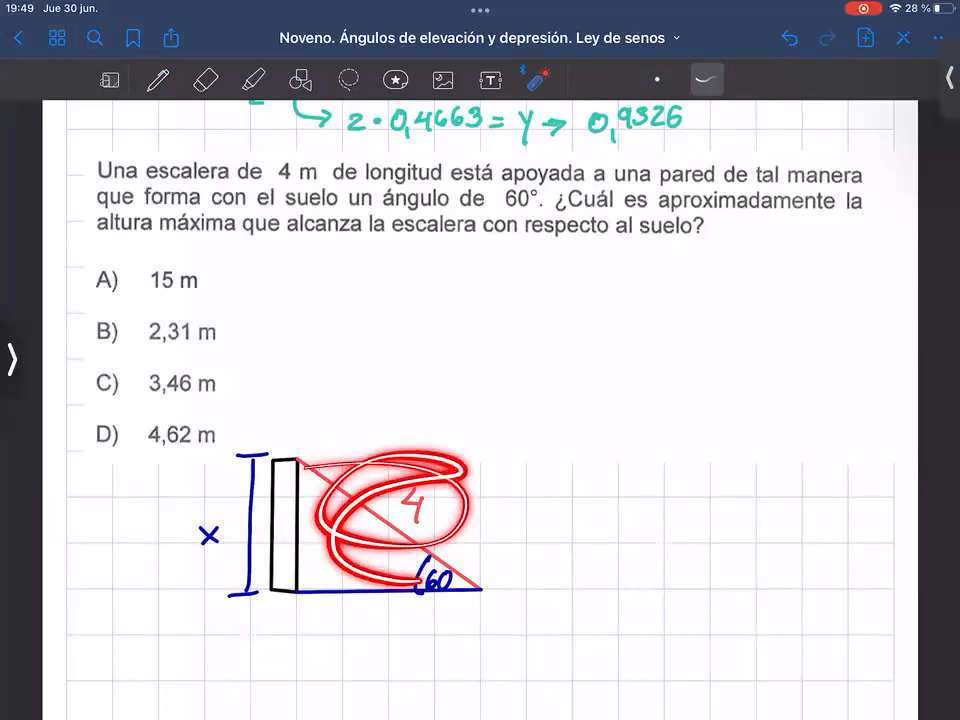 19:49 Jue 30 jun.
28 %
Noveno. Ángulos de elevación y depresión. Ley de senos
2 • 0,4663 = y → 0,9326
Una escalera de 4 m de longitud está apoyada a una pared de tal manera
que forma con el suelo un ángulo de 60°. ¿Cuál es aproximadamente la
altura máxima que alcanza la escalera con respecto al suelo?
A) 15 m
B) 2,31 m
C) 3,46 m
D) 4,62 m
4
x
60